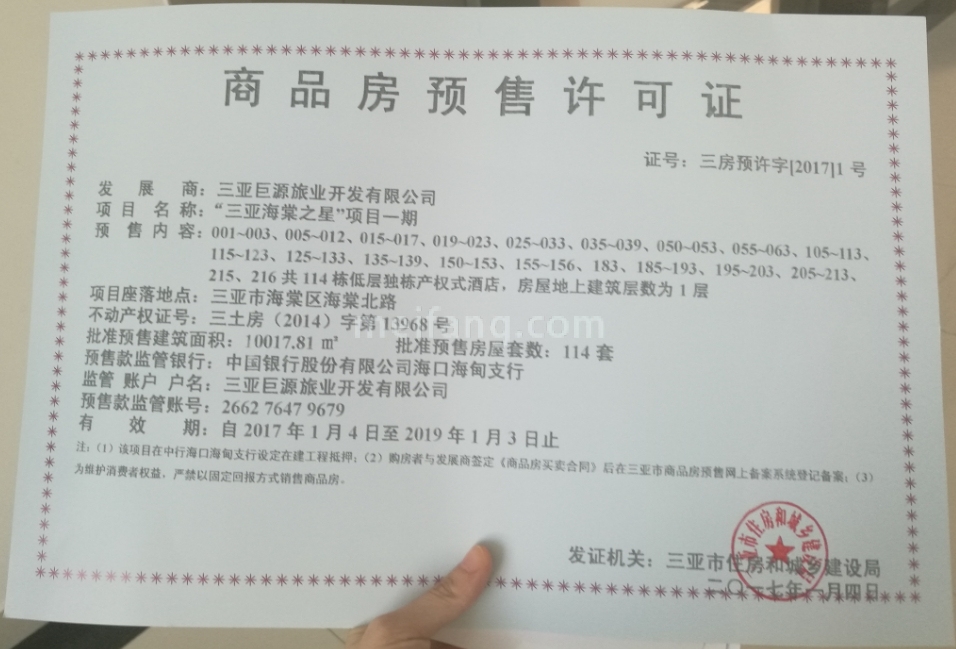 商品房预售许可证
证号：三房预许字[2017]1 号
发展商：三亚巨源旅业开发有限公司
项目名称：“三亚海棠之星”项目一期
预售内容：001~003、005~012、015~017、019~023、025~033、035~039、050~053、055~063、105~113、
115~123、125~133、135~139、150~153、155~156、183、185~193、195~203、205~213、
215、216 共 114 栋低层独栋产权式酒店，房屋地上建筑层数为 1 层
项目座落地点：三亚市海棠区海棠北路
不动产权证号：三土房（2014）字第 13968 号
批准预售建筑面积：10017.81 ㎡ 批准预售房屋套数：114 套
预售款监管银行：中国银行股份有限公司海口海甸支行
监管 账户 户名：三亚巨源旅业开发有限公司
预售款监管账号：2662 7647 9679
有效期：自 2017 年 1 月 4 日至 2019 年 1 月 3 日止
注：（1）该项目在中行海口海甸支行设定在建工程抵押；（2）购房者与发展商签定《商品房买卖合同》后在三亚市商品房预售网上备案系统登记备案；（3）
为维护消费者权益，严禁以固定回报方式销售商品房。
发证机关：三亚市住房和城乡建设局
二〇一七年一月四日
meifang.com